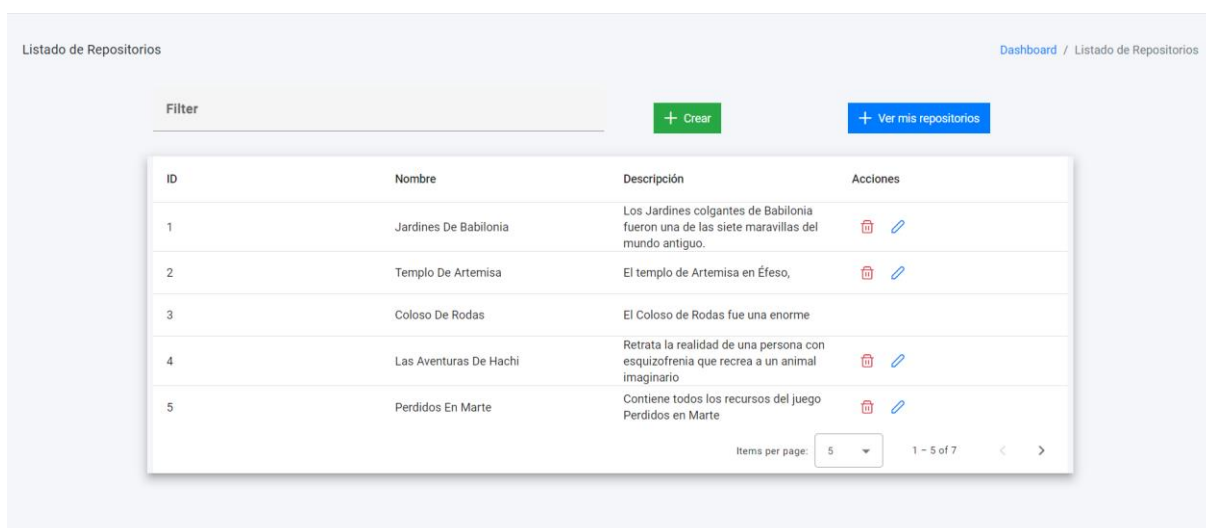 Listado de Repositorios
Dashboard / Listado de Repositorios
Filter
+ Crear
+ Ver mis repositorios
ID Nombre Descripción Acciones
1 Jardines De Babilonia Los Jardines colgantes de Babilonia
fueron una de las siete maravillas del
mundo antiguo.
2 Templo De Artemisa El templo de Artemisa en Éfeso,
3 Coloso De Rodas El Coloso de Rodas fue una enorme
4 Las Aventuras De Hachi Retrata la realidad de una persona con
esquizofrenia que recrea a un animal
imaginario
5 Perdidos En Marte Contiene todos los recursos del juego
Perdidos en Marte
Items per page: 5 1 – 5 of 7